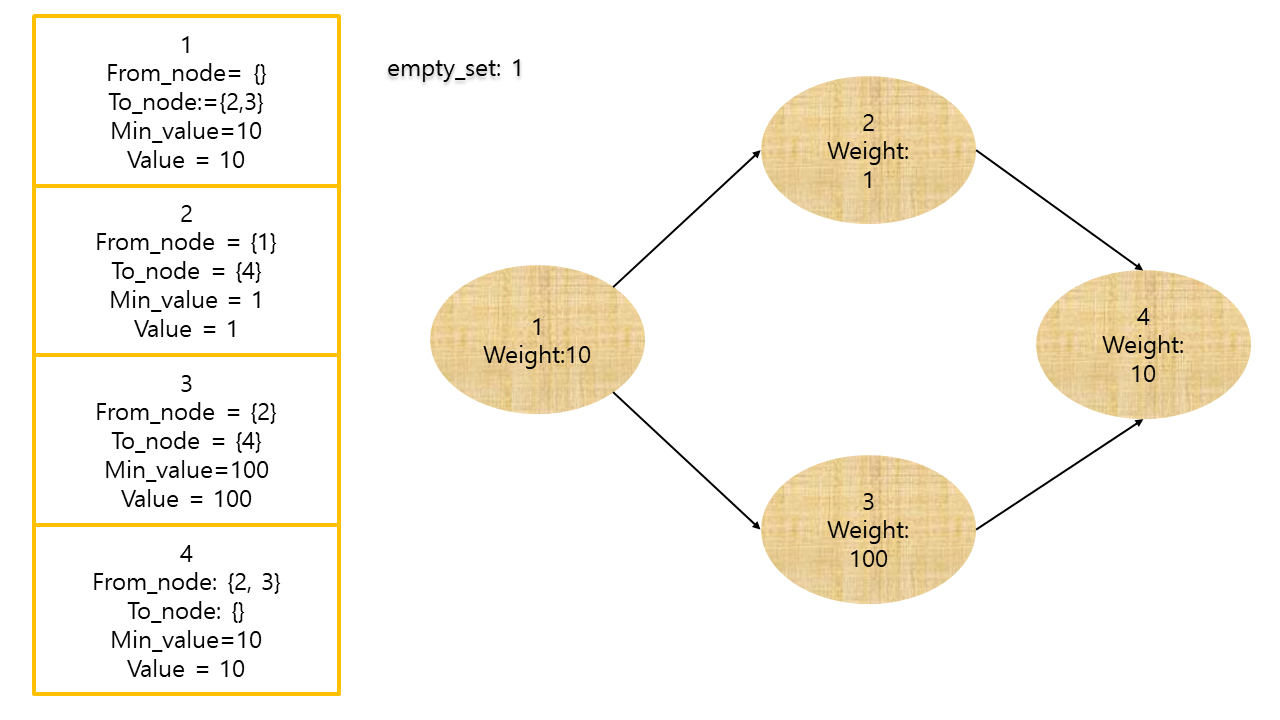 1
From_node= {}
To_node:={2,3}
Min_value=10
Value = 10
2
From_node = {1}
To_node = {4}
Min_value = 1
Value = 1
3
From_node = {2}
To_node = {4}
Min_value=100
Value = 100
4
From_node: {2, 3}
To_node: {}
Min_value=10
Value = 10
empty_set: 1
2
Weight:
1
1
Weight:10
4
Weight:
10
3
Weight:
100